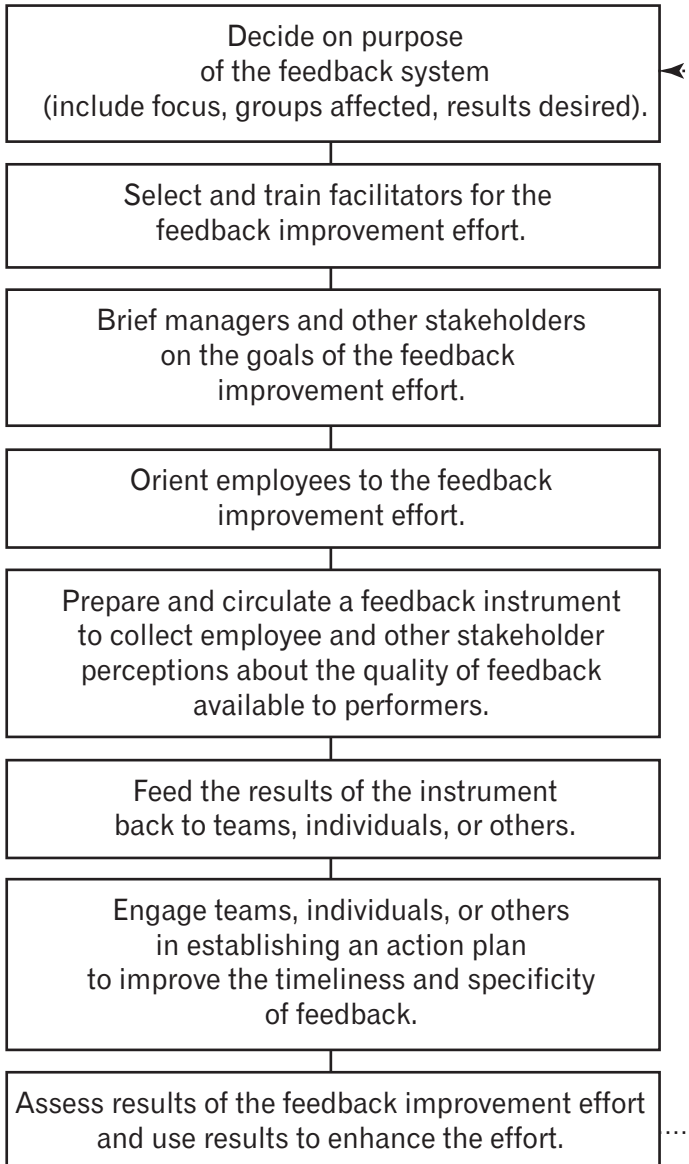 Decide on purpose
of the feedback system
(include focus, groups affected, results desired).
Select and train facilitators for the
feedback improvement effort.
Brief managers and other stakeholders
on the goals of the feedback
improvement effort.
Orient employees to the feedback
improvement effort.
Prepare and circulate a feedback instrument
to collect employee and other stakeholder
perceptions about the quality of feedback
available to performers.
Feed the results of the instrument
back to teams, individuals, or others.
Engage teams, individuals, or others
in establishing an action plan
to improve the timeliness and specificity
of feedback.
Assess results of the feedback improvement effort
and use results to enhance the effort.